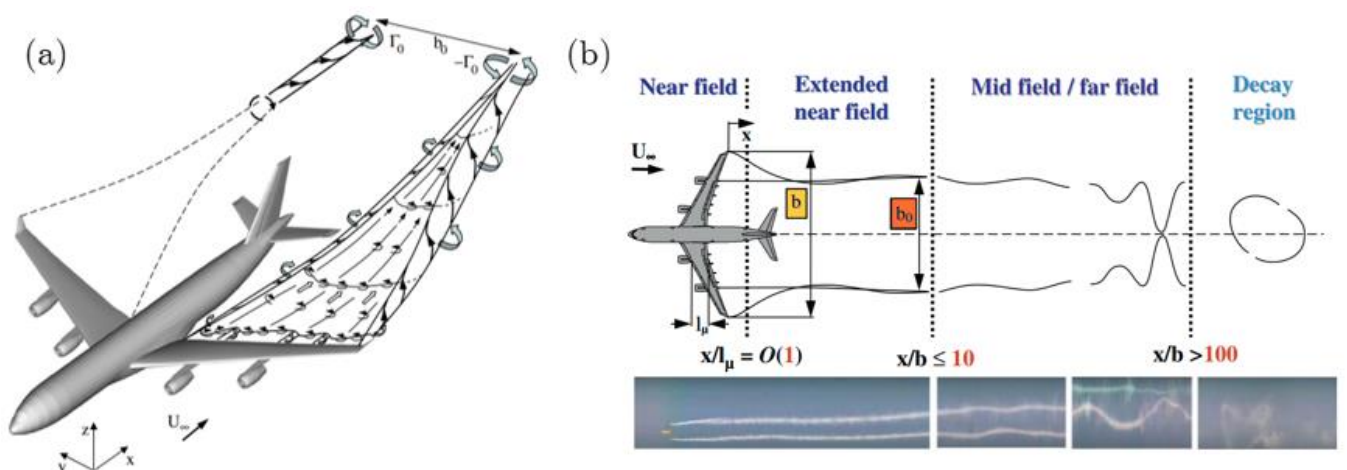 (a)
Γ₀
b₀
-Γ₀
U∞
z
y
x
(b)
Near field
Extended
near field
Mid field / far field
Decay
region
x
U∞
b
b₀
lμ
x/lμ = O(1)
x/b ≤ 10
x/b >100